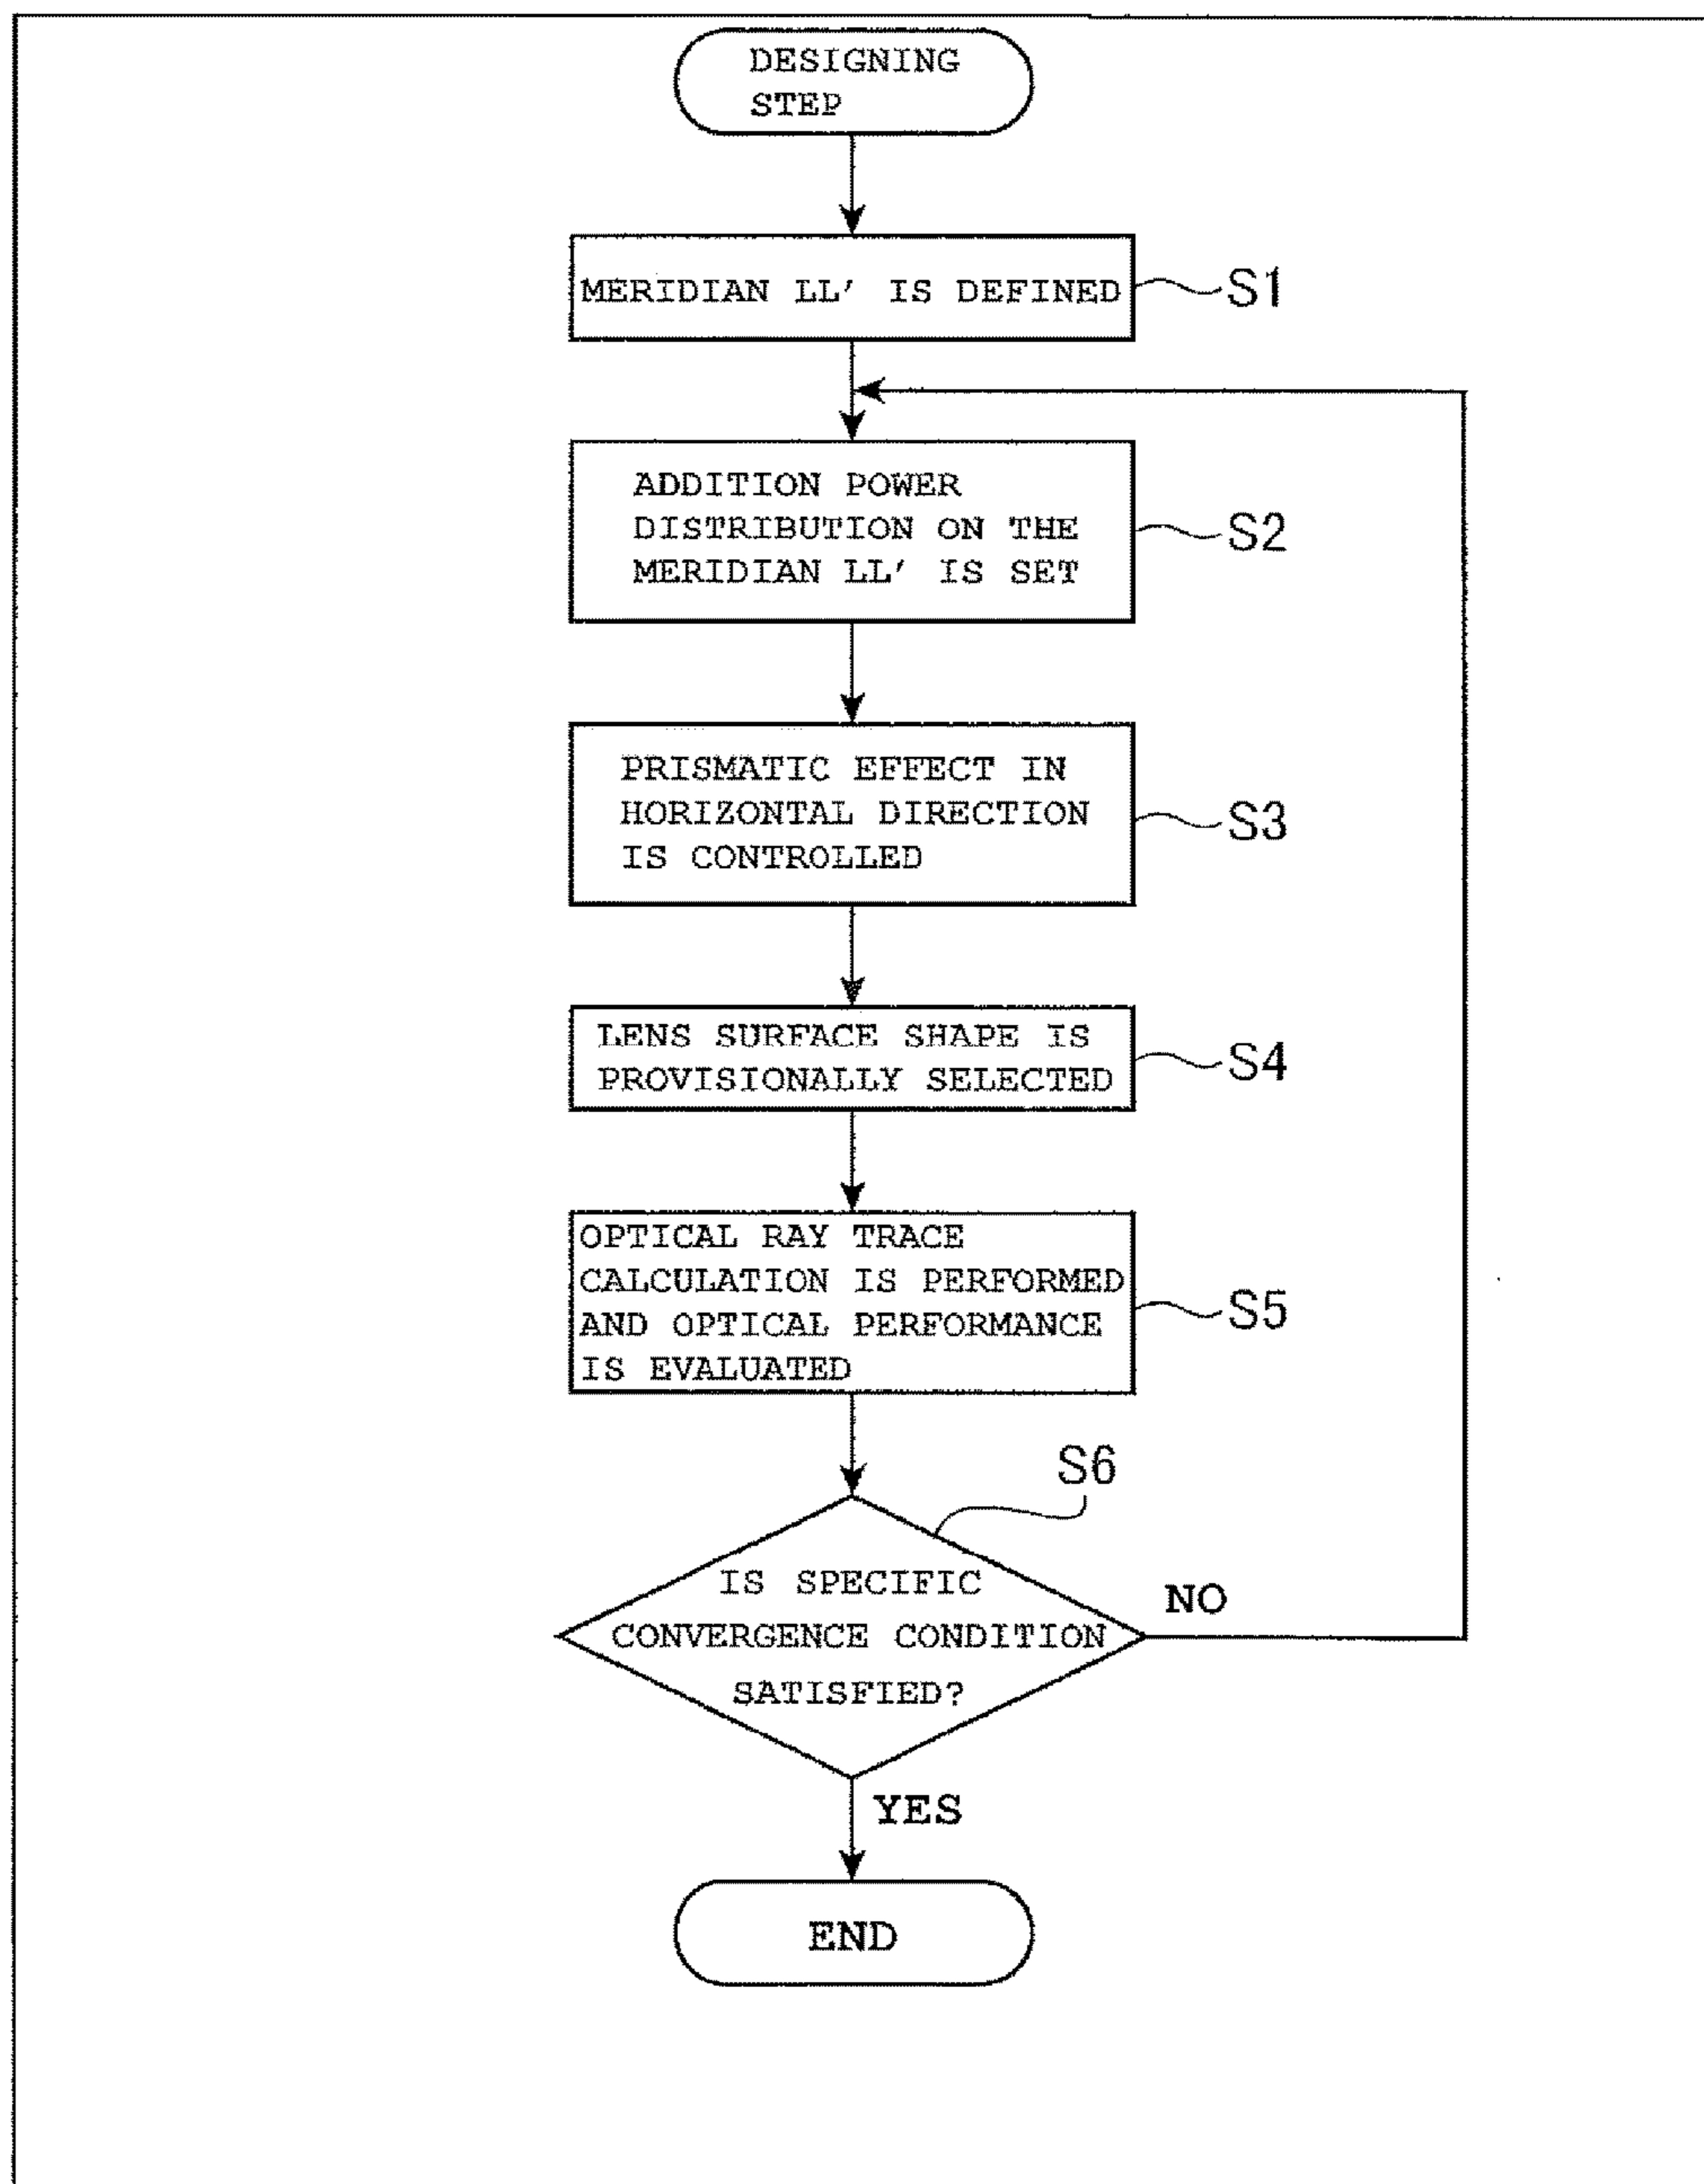 DESIGNING
STEP
MERIDIAN LL' IS DEFINED
S1
ADDITION POWER
DISTRIBUTION ON THE
MERIDIAN LL' IS SET
S2
PRISMATIC EFFECT IN
HORIZONTAL DIRECTION
IS CONTROLLED
S3
LENS SURFACE SHAPE IS
PROVISIONALLY SELECTED
S4
OPTICAL RAY TRACE
CALCULATION IS PERFORMED
AND OPTICAL PERFORMANCE
IS EVALUATED
S5
S6
IS SPECIFIC
CONVERGENCE CONDITION
SATISFIED?
NO
YES
END